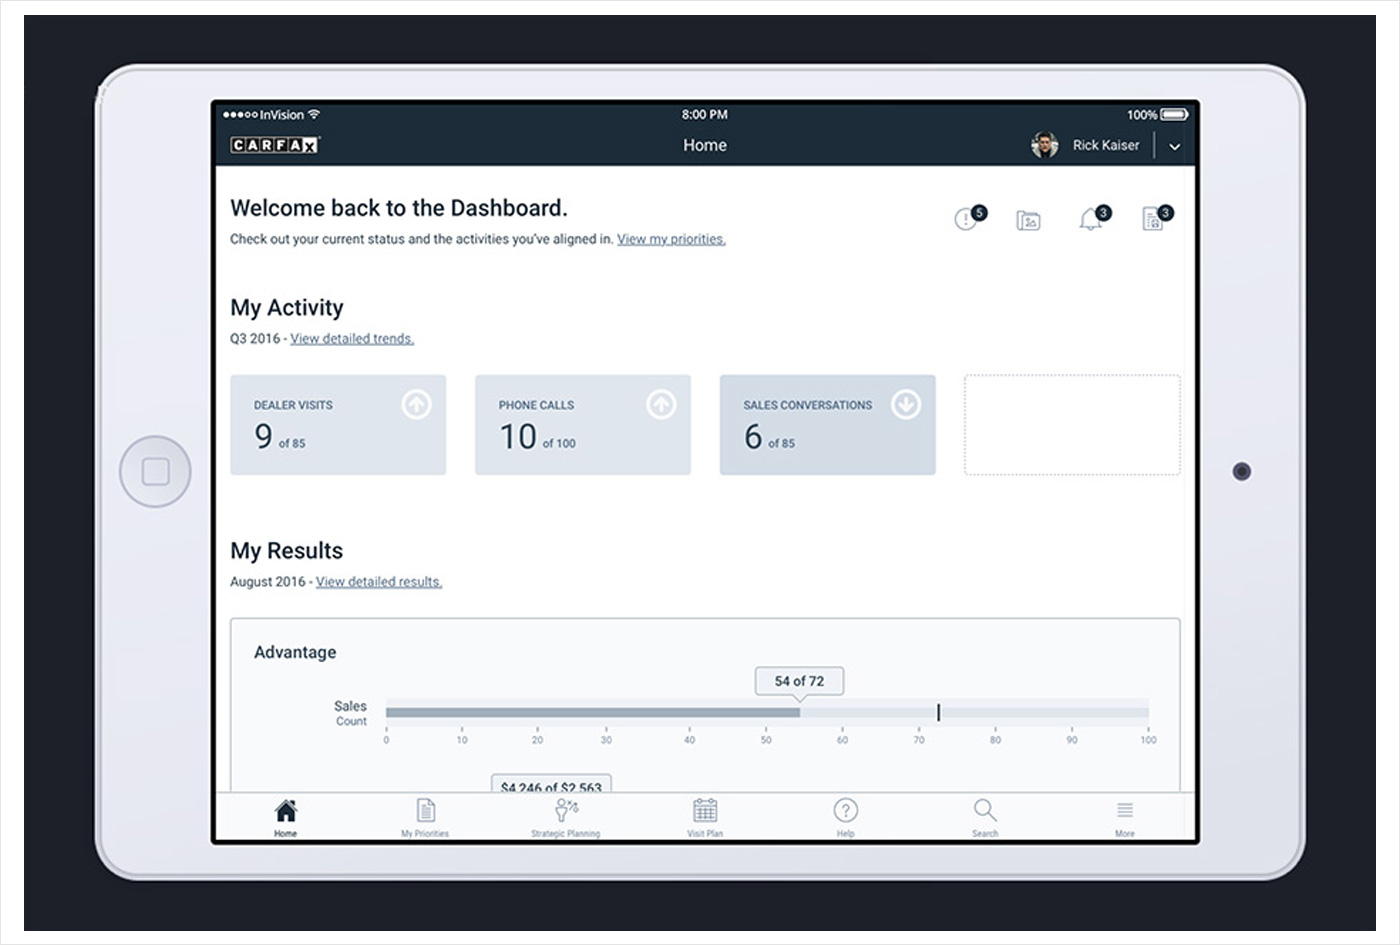 InVision
8:00 PM
100%
CARFAX
Home
Rick Kaiser
Welcome back to the Dashboard.
5
3
3
Check out your current status and the activities you've aligned in. View my priorities.
My Activity
Q3 2016 - View detailed trends.
DEALER VISITS
9 of 85
PHONE CALLS
10 of 100
SALES CONVERSATIONS
6 of 85
My Results
August 2016 - View detailed results.
Advantage
54 of 72
Sales
Count
0 10 20 30 40 50 60 70 80 90 100
$4,246 of $2,563
Home
My Priorities
Strategic Planning
Visit Plan
Help
Search
More